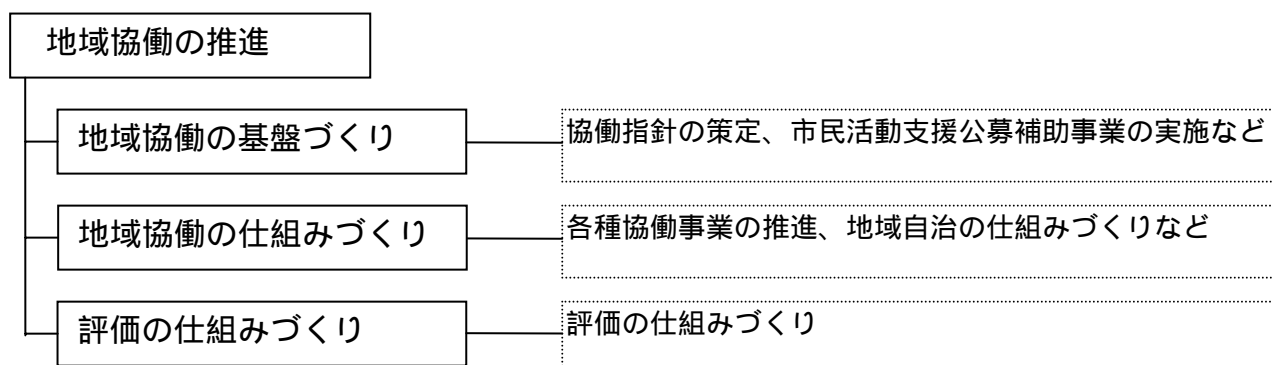 地域協働の推進
地域協働の基盤づくり
協働指針の策定、市民活動支援公募補助事業の実施など
地域協働の仕組みづくり
各種協働事業の推進、地域自治の仕組みづくりなど
評価の仕組みづくり
評価の仕組みづくり